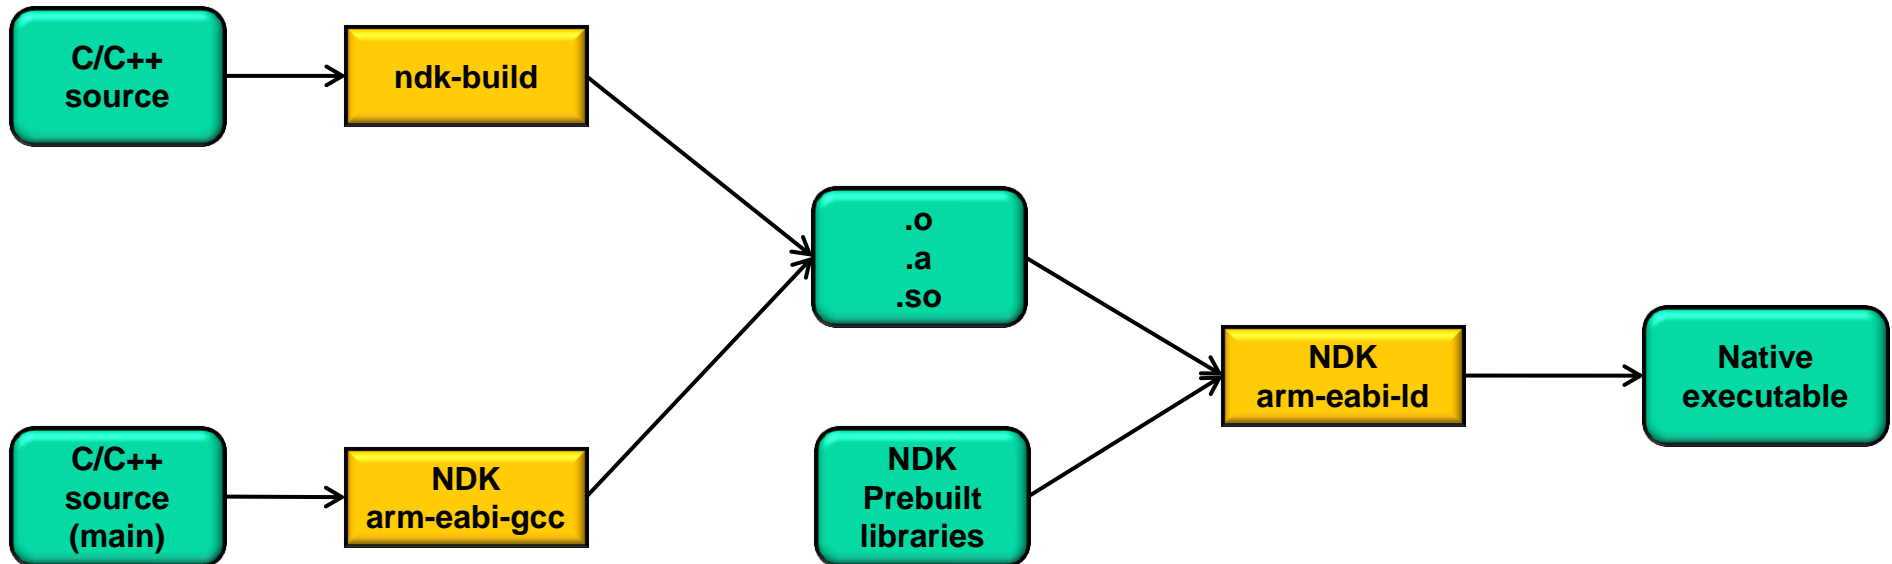 C/C++
source
ndk-build
.o
.a
.so
NDK
arm-eabi-ld
Native
executable
C/C++
source
(main)
NDK
arm-eabi-gcc
NDK
Prebuilt
libraries